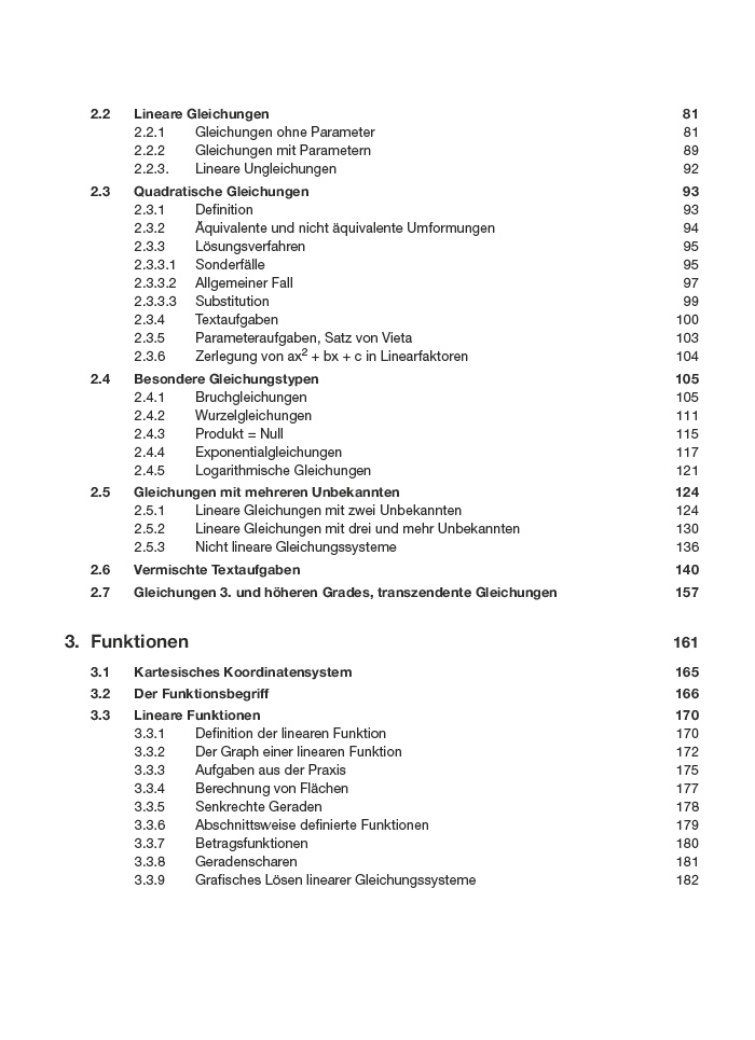 2.2 Lineare Gleichungen 81
2.2.1 Gleichungen ohne Parameter 81
2.2.2 Gleichungen mit Parametern 89
2.2.3. Lineare Ungleichungen 92
2.3 Quadratische Gleichungen 93
2.3.1 Definition 93
2.3.2 Äquivalente und nicht äquivalente Umformungen 94
2.3.3 Lösungsverfahren 95
2.3.3.1 Sonderfälle 95
2.3.3.2 Allgemeiner Fall 97
2.3.3.3 Substitution 99
2.3.4 Textaufgaben 100
2.3.5 Parameteraufgaben, Satz von Vieta 103
2.3.6 Zerlegung von ax² + bx + c in Linearfaktoren 104
2.4 Besondere Gleichungstypen 105
2.4.1 Bruchgleichungen 105
2.4.2 Wurzelgleichungen 111
2.4.3 Produkt = Null 115
2.4.4 Exponentialgleichungen 117
2.4.5 Logarithmische Gleichungen 121
2.5 Gleichungen mit mehreren Unbekannten 124
2.5.1 Lineare Gleichungen mit zwei Unbekannten 124
2.5.2 Lineare Gleichungen mit drei und mehr Unbekannten 130
2.5.3 Nicht lineare Gleichungssysteme 136
2.6 Vermischte Textaufgaben 140
2.7 Gleichungen 3. und höheren Grades, transzendente Gleichungen 157
3. Funktionen 161
3.1 Kartesisches Koordinatensystem 165
3.2 Der Funktionsbegriff 166
3.3 Lineare Funktionen 170
3.3.1 Definition der linearen Funktion 170
3.3.2 Der Graph einer linearen Funktion 172
3.3.3 Aufgaben aus der Praxis 175
3.3.4 Berechnung von Flächen 177
3.3.5 Senkrechte Geraden 178
3.3.6 Abschnittsweise definierte Funktionen 179
3.3.7 Betragsfunktionen 180
3.3.8 Geradenscharen 181
3.3.9 Grafisches Lösen linearer Gleichungssysteme 182